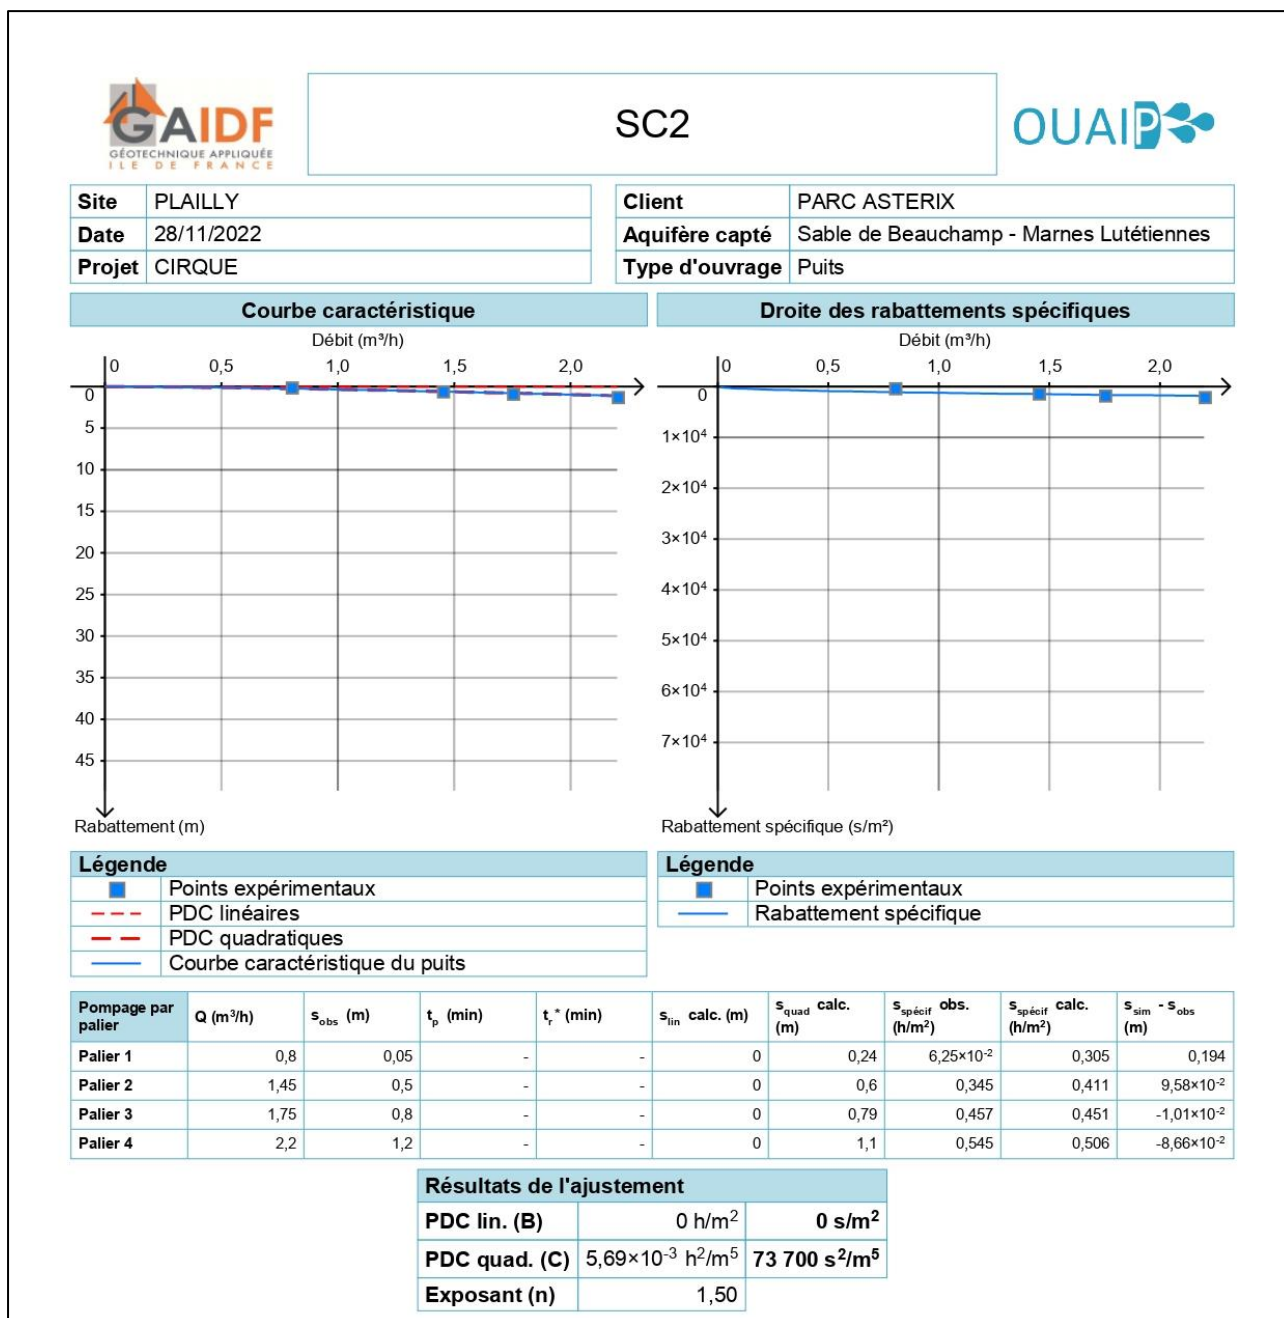 GAIDF
GÉOTECHNIQUE APPLIQUÉE
ILE DE FRANCE
SC2
OUAIP
Site PLAILLY
Date 28/11/2022
Projet CIRQUE
Client PARC ASTERIX
Aquifère capté Sable de Beauchamp - Marnes Lutétiennes
Type d'ouvrage Puits
Courbe caractéristique
Débit (m³/h)
0 0,5 1,0 1,5 2,0
0
5
10
15
20
25
30
35
40
45
Rabattement (m)
Droite des rabattements spécifiques
Débit (m³/h)
0 0,5 1,0 1,5 2,0
0
1×10⁴
2×10⁴
3×10⁴
4×10⁴
5×10⁴
6×10⁴
7×10⁴
Rabattement spécifique (s/m²)
Légende
Points expérimentaux
PDC linéaires
PDC quadratiques
Courbe caractéristique du puits
Légende
Points expérimentaux
Rabattement spécifique
Pompage par palier Q (m³/h) s_obs (m) t_p (min) t_r* (min) s_lin calc. (m) s_quad calc. (m) s_spécif obs. (h/m²) s_spécif calc. (h/m²) s_sim - s_obs (m)
Palier 1 0,8 0,05 - - 0 0,24 6,25×10⁻² 0,305 0,194
Palier 2 1,45 0,5 - - 0 0,6 0,345 0,411 9,58×10⁻²
Palier 3 1,75 0,8 - - 0 0,79 0,457 0,451 -1,01×10⁻²
Palier 4 2,2 1,2 - - 0 1,1 0,545 0,506 -8,66×10⁻²
Résultats de l'ajustement
PDC lin. (B) 0 h/m² 0 s/m²
PDC quad. (C) 5,69×10⁻³ h²/m⁵ 73 700 s²/m⁵
Exposant (n) 1,50